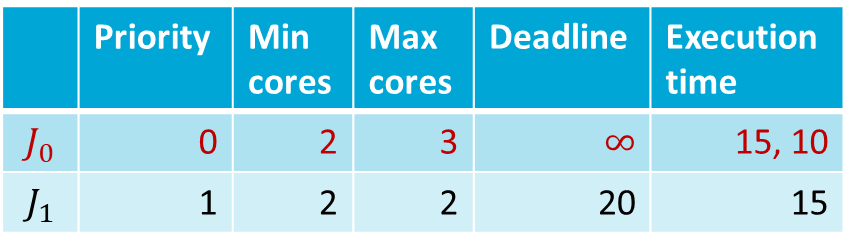 Priority Min cores Max cores Deadline Execution time
J₀ 0 2 3 ∞ 15, 10
J₁ 1 2 2 20 15